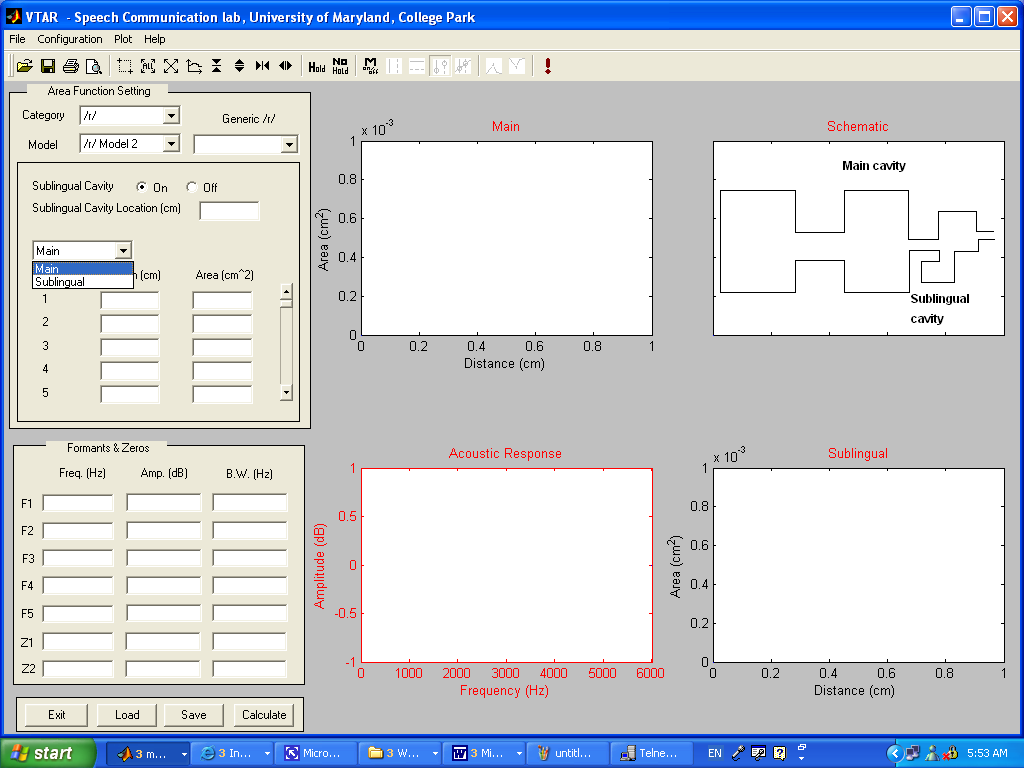 VTAR - Speech Communication lab, University of Maryland, College Park
File Configuration Plot Help
ALL Hold No Hold M on/off !
Area Function Setting
Category /r/ Generic /r/
Model /r/ Model 2
Sublingual Cavity On Off
Sublingual Cavity Location (cm)
Main
Main
Sublingual
(cm) Area (cm^2)
1
2
3
4
5
Main
x 10-3
1
0.8
0.6
0.4
0.2
0
Area (cm2)
0 0.2 0.4 0.6 0.8 1
Distance (cm)
Schematic
Main cavity
Sublingual
cavity
Formants & Zeros
Freq. (Hz) Amp. (dB) B.W. (Hz)
F1
F2
F3
F4
F5
Z1
Z2
Exit Load Save Calculate
Acoustic Response
1
0.5
0
-0.5
-1
Amplitude (dB)
0 1000 2000 3000 4000 5000 6000
Frequency (Hz)
Sublingual
x 10-3
1
0.8
0.6
0.4
0.2
0
Area (cm2)
0 0.2 0.4 0.6 0.8 1
Distance (cm)
start 3 m... 3 In... Micro... 3 W... 3 Mi... untitl... Telne... EN 5:53 AM